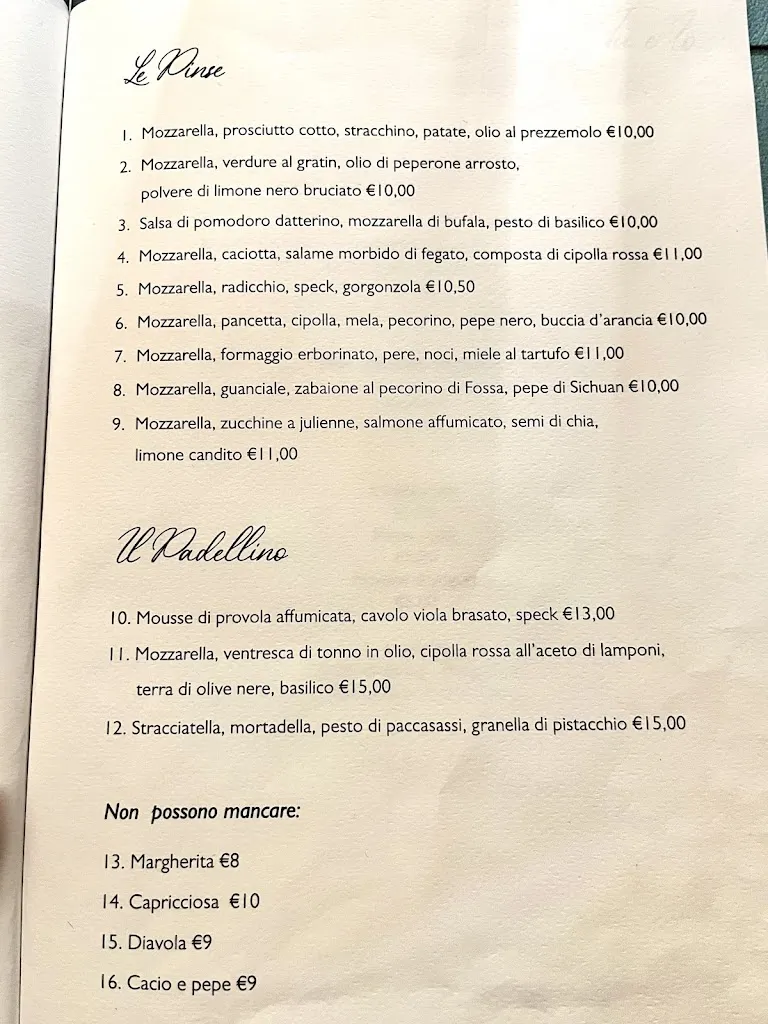 Le Pinse
1. Mozzarella, prosciutto cotto, stracchino, patate, olio al prezzemolo €10,00
2. Mozzarella, verdure al gratin, olio di peperone arrosto,
polvere di limone nero bruciato €10,00
3. Salsa di pomodoro datterino, mozzarella di bufala, pesto di basilico €10,00
4. Mozzarella, caciotta, salame morbido di fegato, composta di cipolla rossa €11,00
5. Mozzarella, radicchio, speck, gorgonzola €10,50
6. Mozzarella, pancetta, cipolla, mela, pecorino, pepe nero, buccia d'arancia €10,00
7. Mozzarella, formaggio erborinato, pere, noci, miele al tartufo €11,00
8. Mozzarella, guanciale, zabaione al pecorino di Fossa, pepe di Sichuan €10,00
9. Mozzarella, zucchine a julienne, salmone affumicato, semi di chia,
limone candito €11,00
Il Padellino
10. Mousse di provola affumicata, cavolo viola brasato, speck €13,00
11. Mozzarella, ventresca di tonno in olio, cipolla rossa all'aceto di lamponi,
terra di olive nere, basilico €15,00
12. Stracciatella, mortadella, pesto di paccasassi, granella di pistacchio €15,00
Non possono mancare:
13. Margherita €8
14. Capricciosa €10
15. Diavola €9
16. Cacio e pepe €9